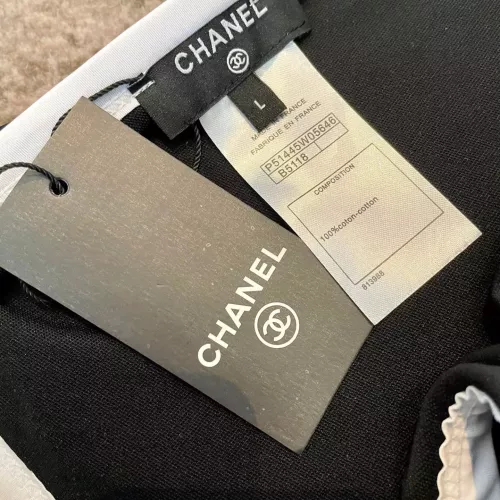 CHANEL
L
MADE IN FRANCE
FABRIQUE EN FRANCE
P51445W05646
B5118
COMPOSITION
100%coton-cotton
813988
CHANEL